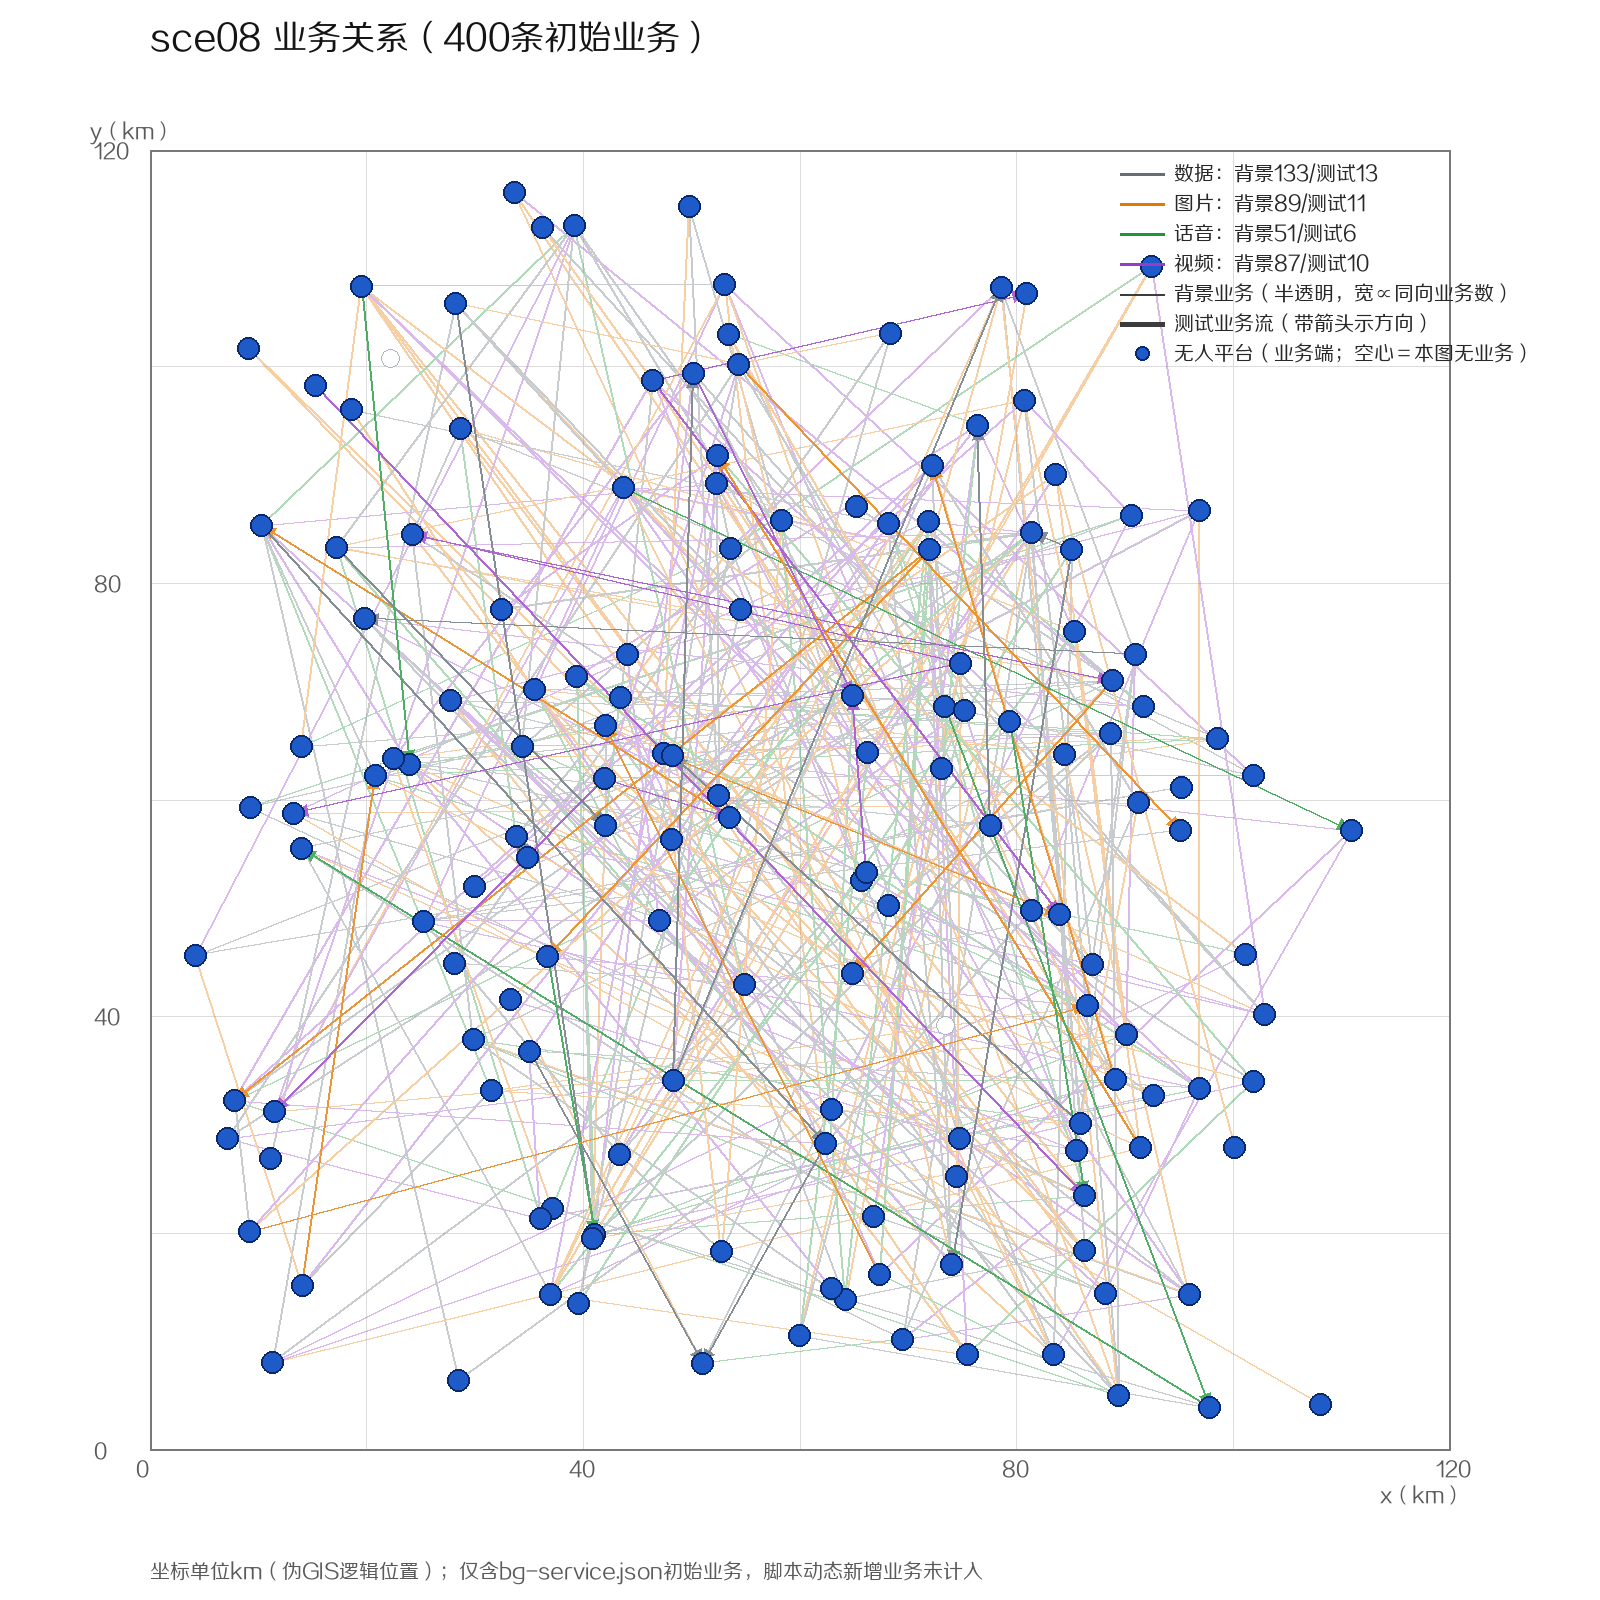 sce08 业务关系（400条初始业务）
y（km）
120
数据：背景133/测试13
图片：背景89/测试11
话音：背景51/测试6
视频：背景87/测试10
背景业务（半透明，宽∝同向业务数）
测试业务流（带箭头示方向）
无人平台（业务端；空心＝本图无业务）
80
40
0
0 40 80 120
x（km）
坐标单位km（伪GIS逻辑位置）；仅含bg-service.json初始业务，脚本动态新增业务未计入